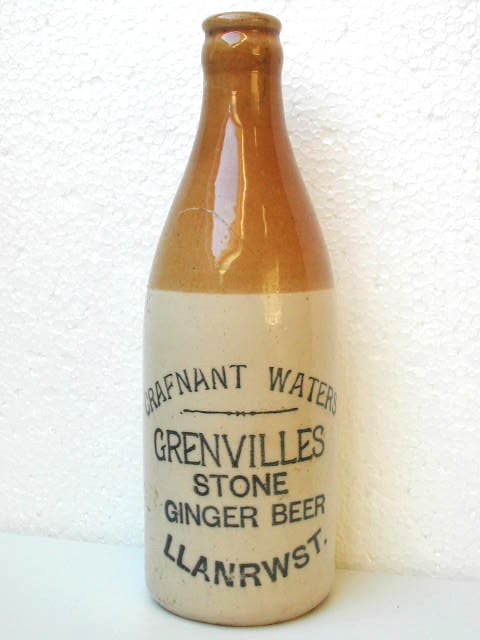 CRAFNANT WATERS
GRENVILLES
STONE
GINGER BEER
LLANRWST.